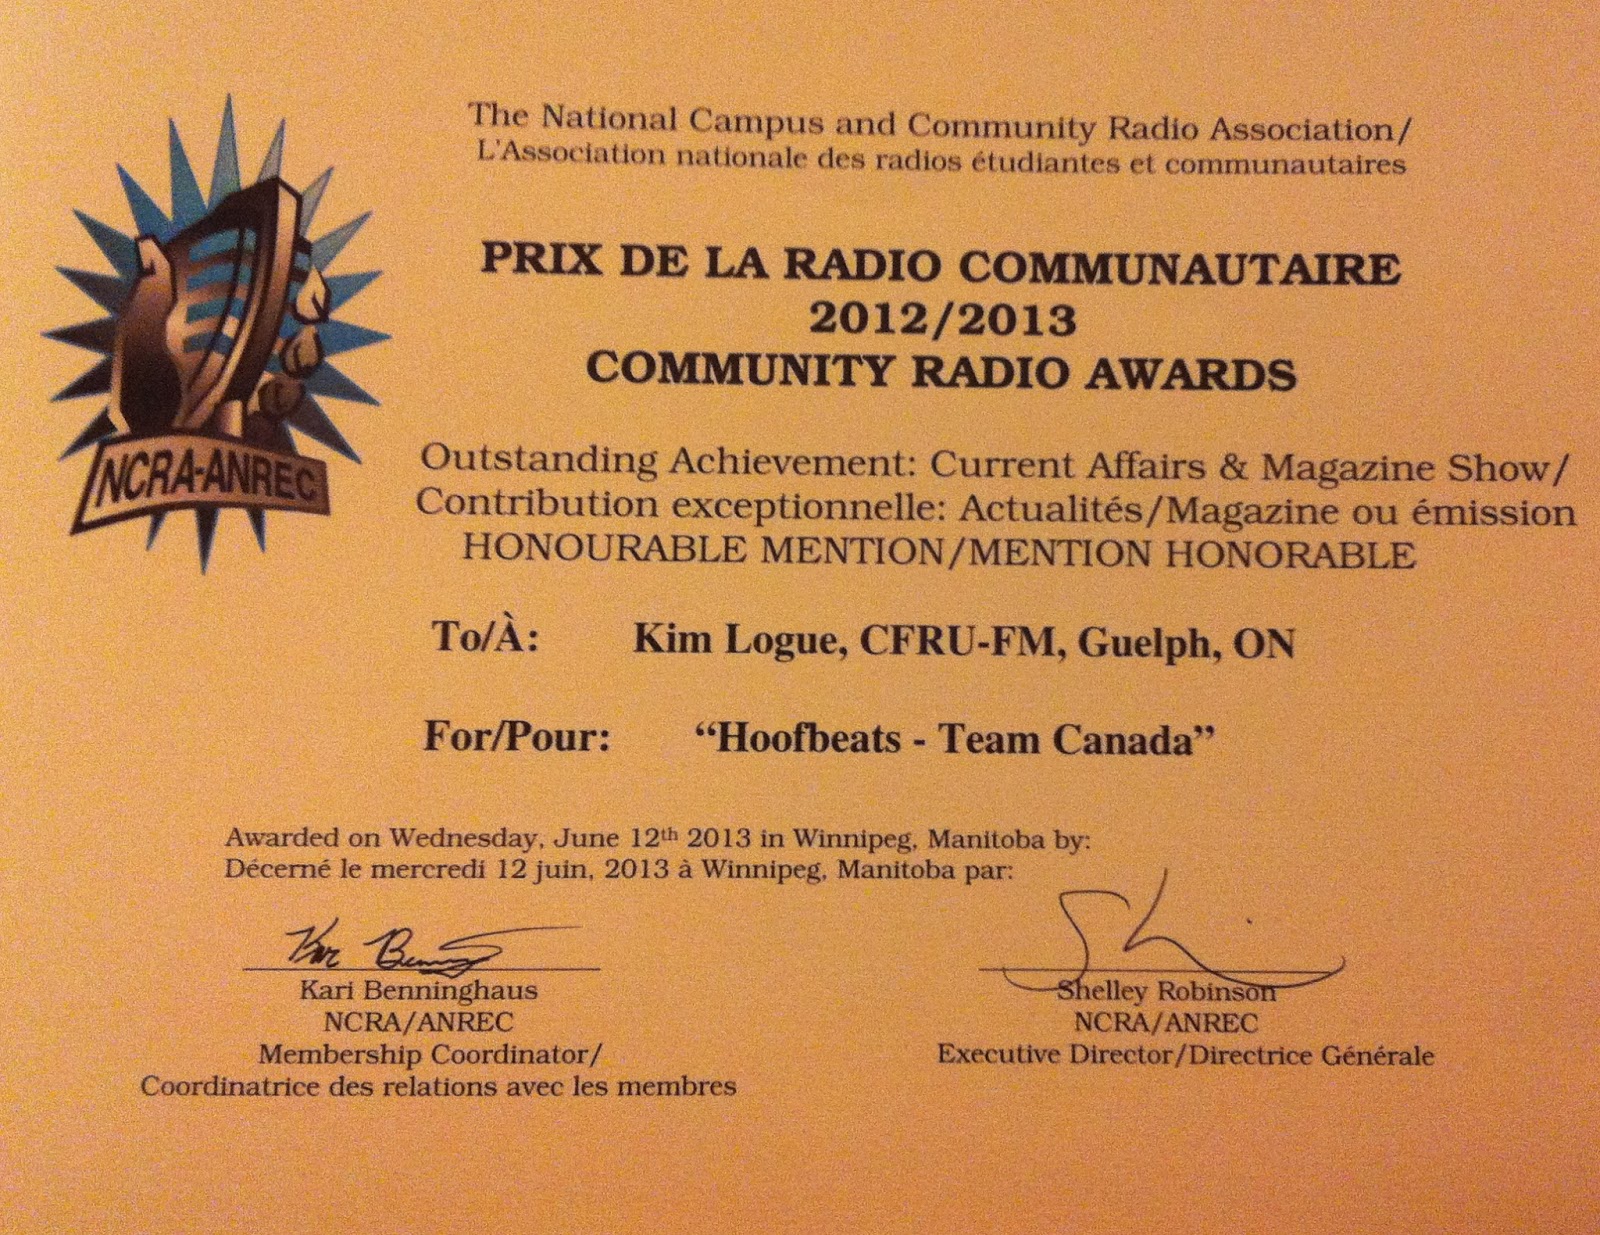 The National Campus and Community Radio Association/
L'Association nationale des radios étudiantes et communautaires
PRIX DE LA RADIO COMMUNAUTAIRE
2012/2013
COMMUNITY RADIO AWARDS
NCRA-ANREC
Outstanding Achievement: Current Affairs & Magazine Show/
Contribution exceptionnelle: Actualités/Magazine ou émission
HONOURABLE MENTION/MENTION HONORABLE
To/À: Kim Logue, CFRU-FM, Guelph, ON
For/Pour: “Hoofbeats - Team Canada”
Awarded on Wednesday, June 12th 2013 in Winnipeg, Manitoba by:
Décerné le mercredi 12 juin, 2013 à Winnipeg, Manitoba par:
Kari Benninghaus
NCRA/ANREC
Membership Coordinator/
Coordinatrice des relations avec les membres
Shelley Robinson
NCRA/ANREC
Executive Director/Directrice Générale